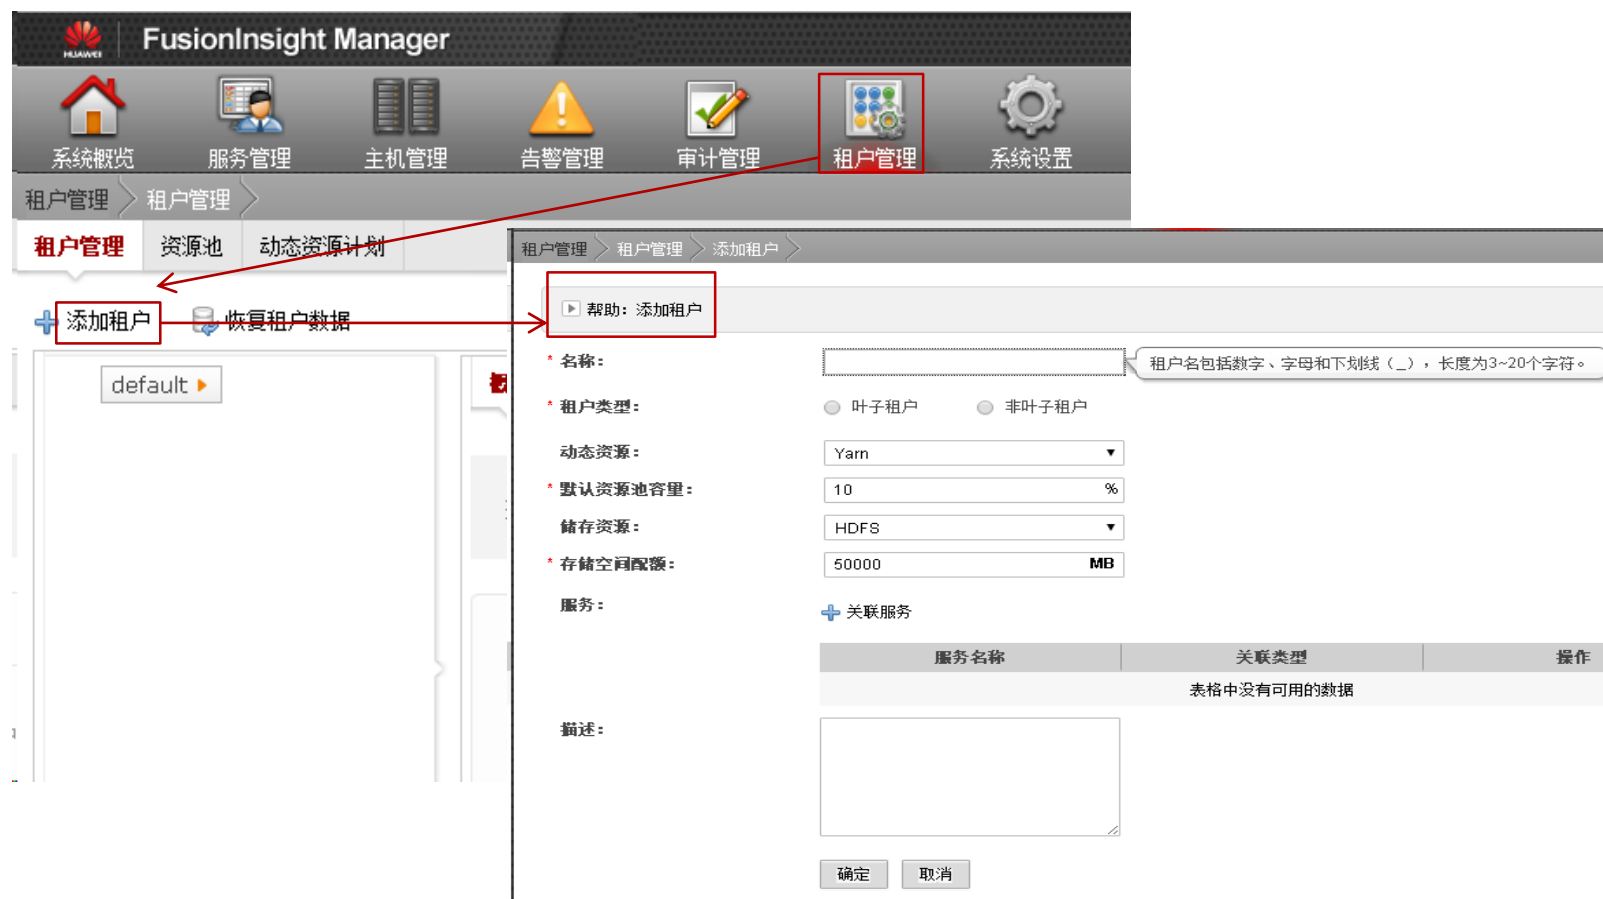 HUAWEI
FusionInsight Manager
系统概览 服务管理 主机管理 告警管理 审计管理 租户管理 系统设置
租户管理 租户管理
租户管理 资源池 动态资源计划
添加租户 恢复租户数据
default
租户管理 租户管理 添加租户
帮助：添加租户
* 名称：
租户名包括数字、字母和下划线（_），长度为3~20个字符。
* 租户类型： 叶子租户 非叶子租户
动态资源： Yarn
* 默认资源池容量： 10 %
储存资源： HDFS
* 存储空间配额： 50000 MB
服务： 关联服务
服务名称 关联类型 操作
表格中没有可用的数据
描述：
确定 取消